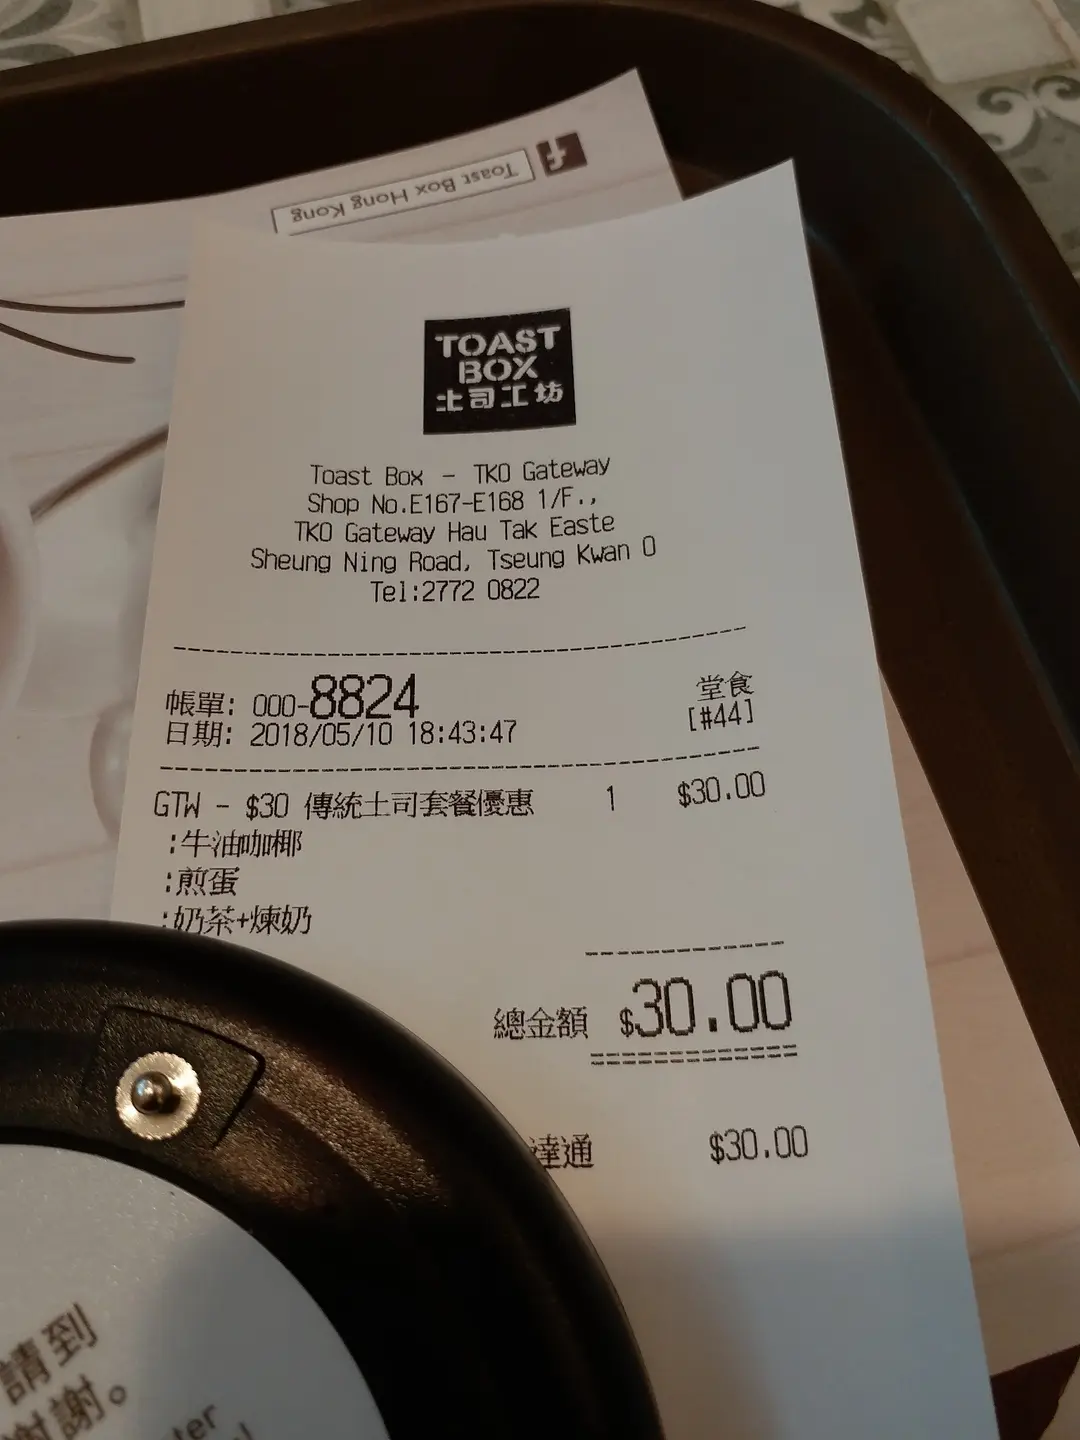 Toast Box Hong Kong
TOAST
BOX
土司工坊
Toast Box - TKO Gateway
Shop No.E167-E168 1/F.,
TKO Gateway Hau Tak Easte
Sheung Ning Road, Tseung Kwan O
Tel:2772 0822
帳單: 000-8824 堂食
日期: 2018/05/10 18:43:47 [#44]
GTW - $30 傳統土司套餐優惠 1 $30.00
:牛油咖椰
:煎蛋
:奶茶+煉奶
總金額 $30.00
達通 $30.00
請到
謝。